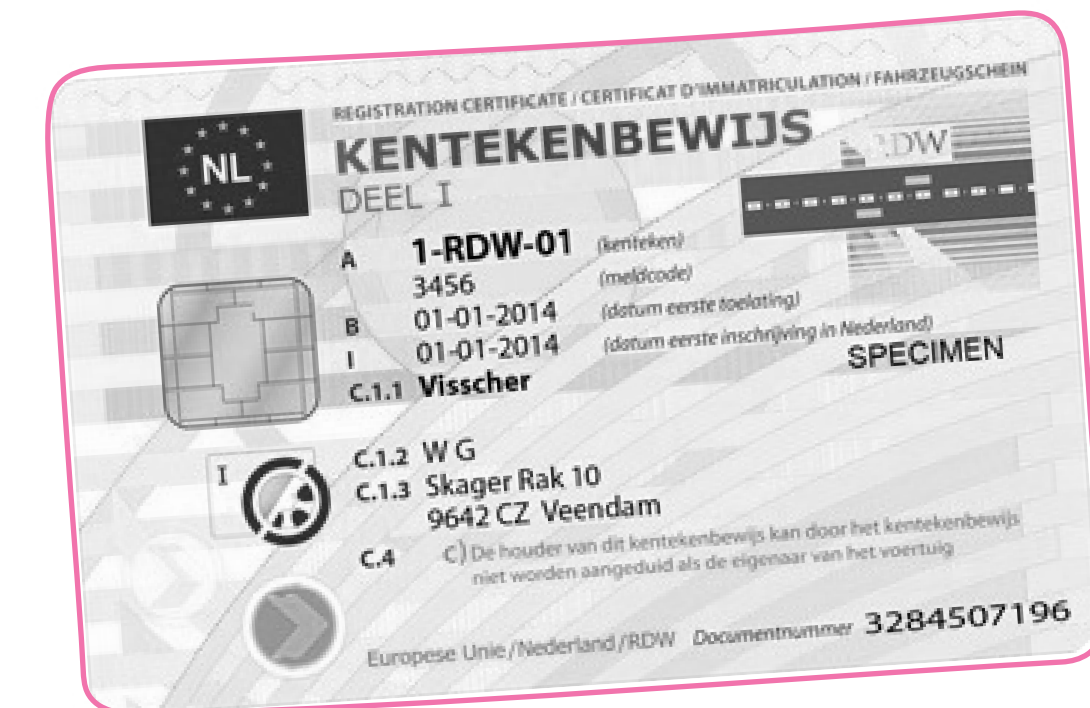 REGISTRATION CERTIFICATE / CERTIFICAT D'IMMATRICULATION / FAHRZEUGSCHEIN
NL
KENTEKENBEWIJS
RDW
DEEL I
A 1-RDW-01 (kenteken)
3456 (meldcode)
B 01-01-2014 (datum eerste toelating)
I 01-01-2014 (datum eerste inschrijving in Nederland)
SPECIMEN
C.1.1 Visscher
I
C.1.2 W G
C.1.3 Skager Rak 10
9642 CZ Veendam
C.4 C) De houder van dit kentekenbewijs kan door het kentekenbewijs
niet worden aangeduid als de eigenaar van het voertuig
Europese Unie/Nederland/RDW Documentnummer 3284507196